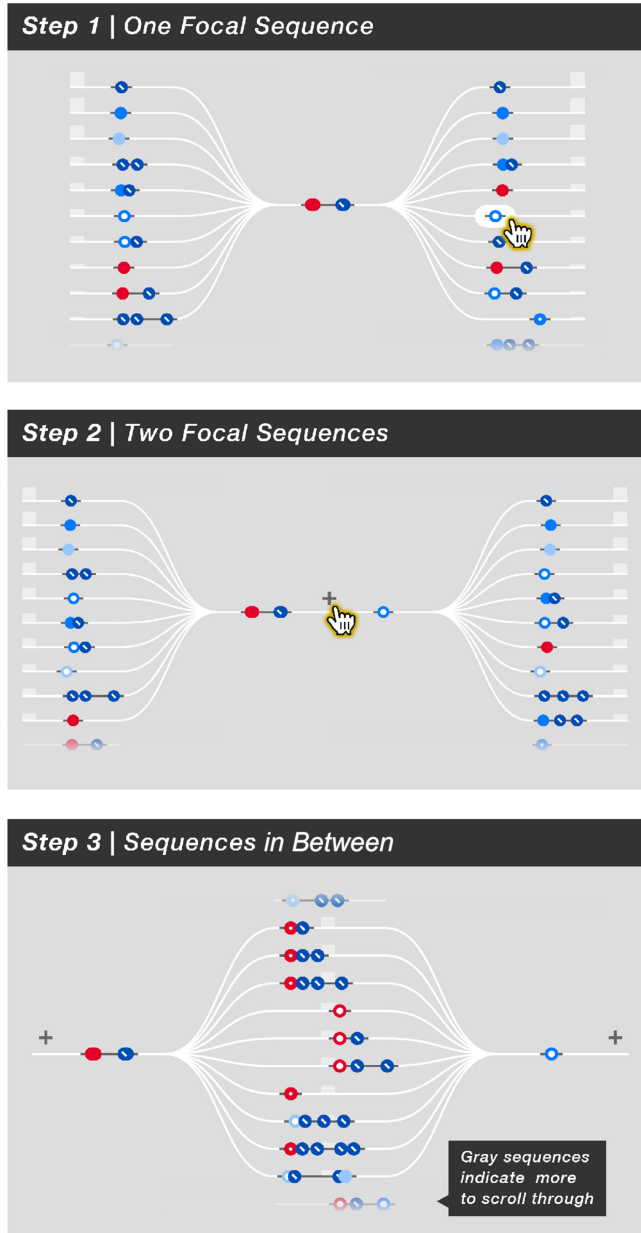 Step 1 | One Focal Sequence
Step 2 | Two Focal Sequences
Step 3 | Sequences in Between
Gray sequences
indicate more
to scroll through